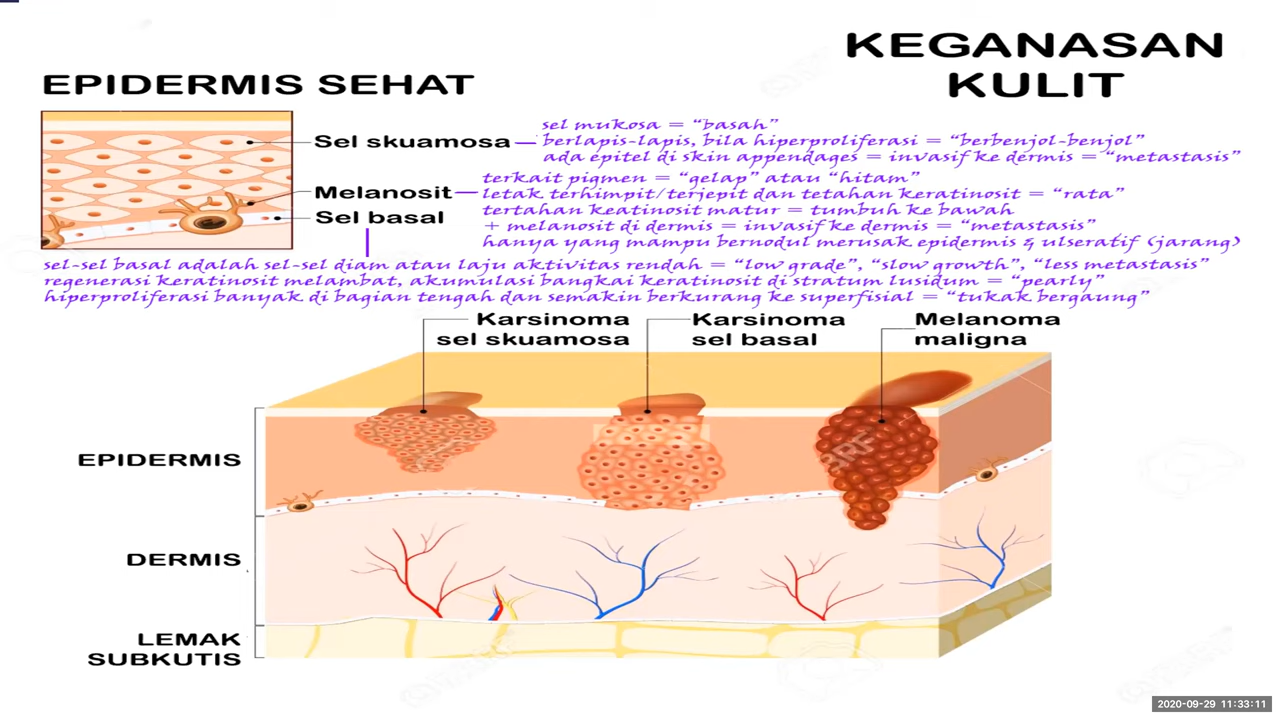 KEGANASAN
KULIT
EPIDERMIS SEHAT
Sel skuamosa
sel mukosa = “basah”
berlapis-lapis, bila hiperproliferasi = “berbenjol-benjol”
ada epitel di skin appendages = invasif ke dermis = “metastasis”
Melanosit
terkait pigmen = “gelap” atau “hitam”
letak terhimpit/terjepit dan tetahan keratinosit = “rata”
tertahan keatinosit matur = tumbuh ke bawah
+ melanosit di dermis = invasif ke dermis = “metastasis”
hanya yang mampu bernodul merusak epidermis & ulseratif (jarang)
Sel basal
sel-sel basal adalah sel-sel diam atau laju aktivitas rendah = “low grade”, “slow growth”, “less metastasis”
regenerasi keratinosit melambat, akumulasi bangkai keratinosit di stratum lusidum = “pearly”
hiperproliferasi banyak di bagian tengah dan semakin berkurang ke superfisial = “tukak bergaung”
Karsinoma
sel skuamosa
Karsinoma
sel basal
Melanoma
maligna
EPIDERMIS
DERMIS
LEMAK
SUBKUTIS
2020-09-29 11:33:11